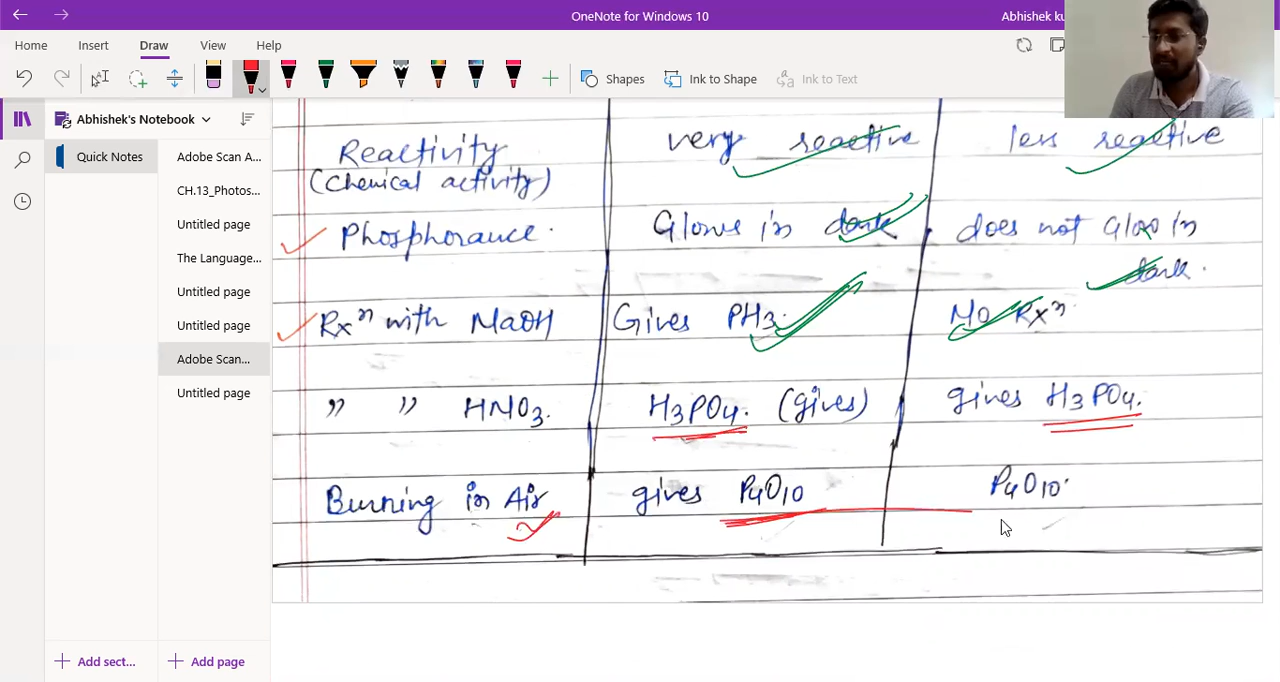 OneNote for Windows 10
Abhishek ku
Home Insert Draw View Help
Shapes Ink to Shape Ink to Text
Abhishek's Notebook
Quick Notes
Adobe Scan A...
CH.13_Photos...
Untitled page
The Language...
Untitled page
Untitled page
Adobe Scan...
Untitled page
Add sect...
Add page
Reactivity very reactive less reactive
(Chemical activity)
Phosphorance. Glows in dark does not Glow in
dark.
Rxn with NaOH Gives PH3. No Rxn.
" " HNO3. H3PO4. (gives) gives H3PO4.
Burning in Air gives P4O10 P4O10.